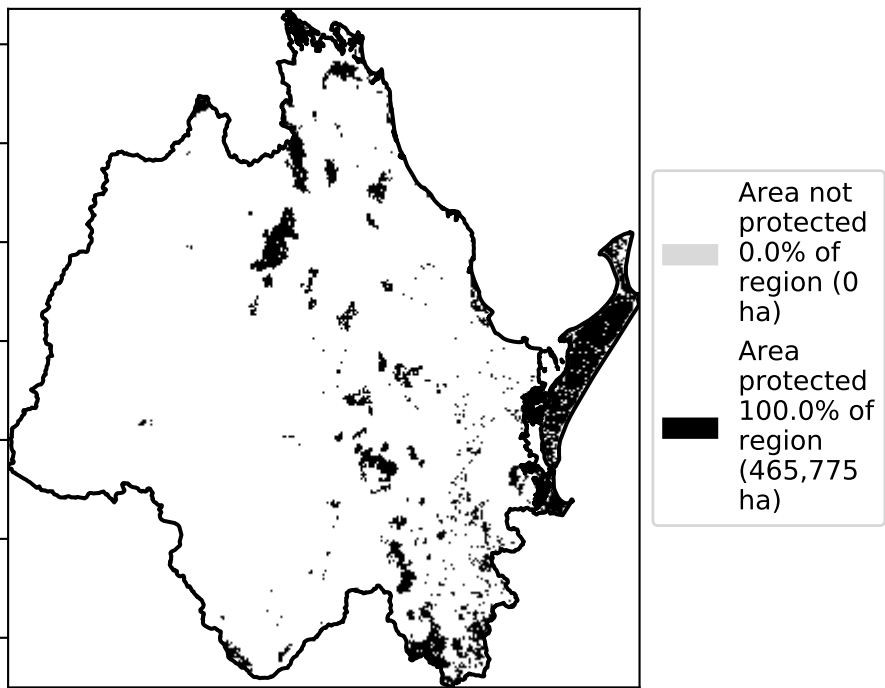 Area not
protected
0.0% of
region (0
ha)
Area
protected
100.0% of
region
(465,775
ha)